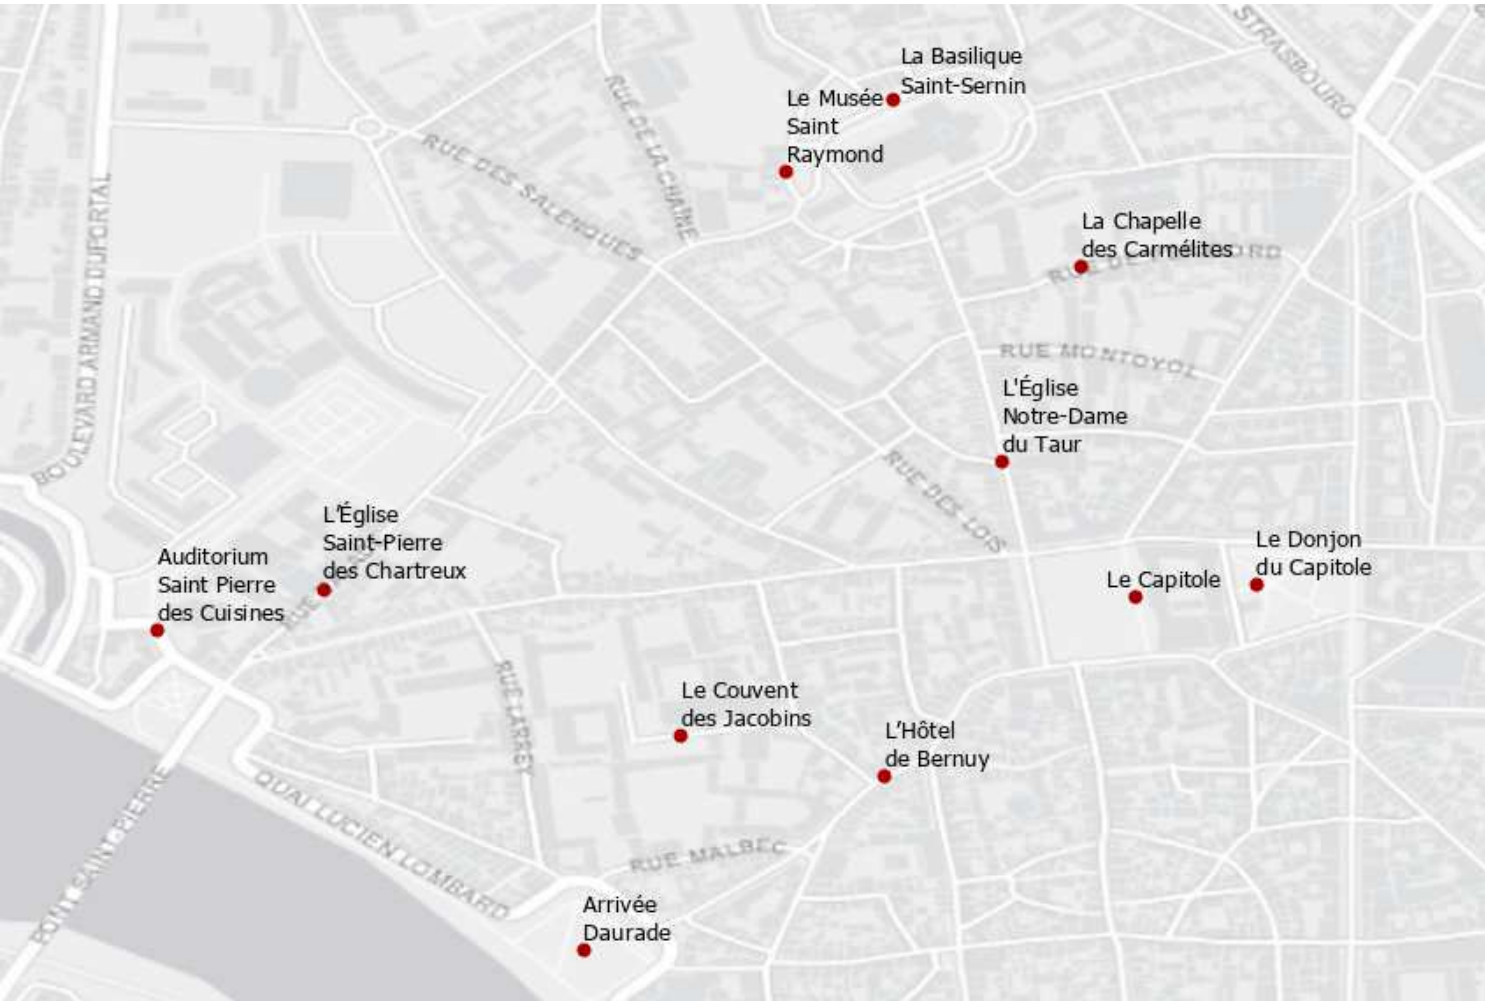 STRASBOURG
La Basilique
Saint-Sernin
Le Musée
Saint
Raymond
RUE DE LA CHAINE
RUE DES SALENQUES
BOULEVARD ARMAND DUPORTAL
La Chapelle
des Carmélites
RUE MONTOYOL
L'Église
Notre-Dame
du Taur
RUE DES LOIS
L'Église
Saint-Pierre
des Chartreux
Auditorium
Saint Pierre
des Cuisines
Le Donjon
du Capitole
Le Capitole
RUE LARREY
Le Couvent
des Jacobins
L'Hôtel
de Bernuy
PONT SAINT-PIERRE
QUAI LUCIEN LOMBARD
RUE MALBEC
Arrivée
Daurade